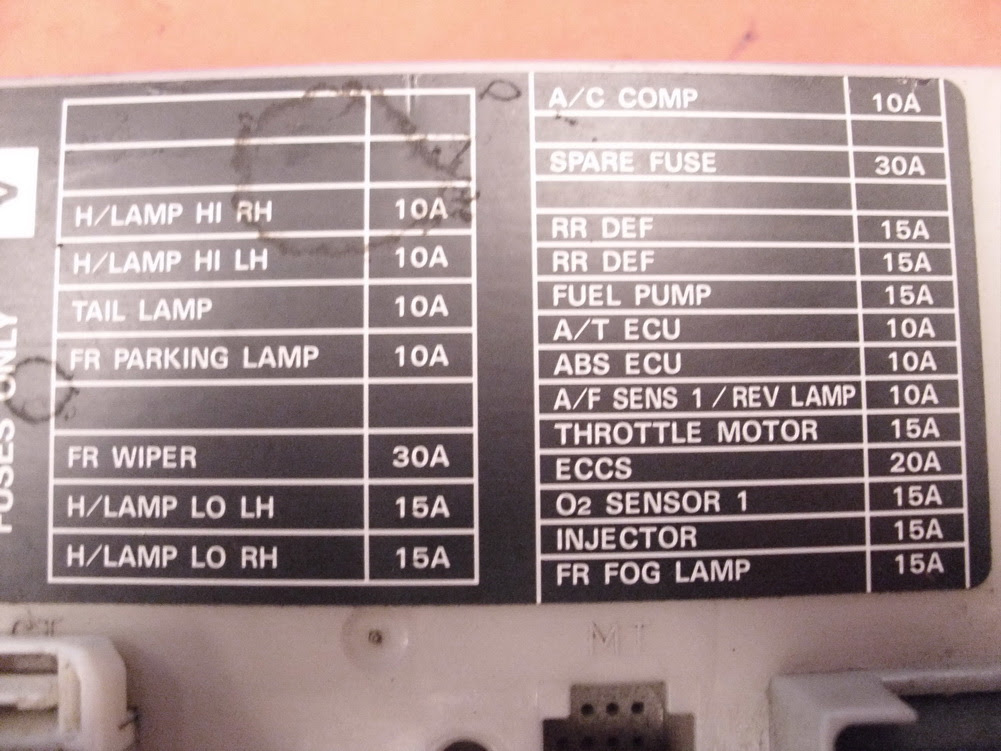 H/LAMP HI RH 10A
H/LAMP HI LH 10A
TAIL LAMP 10A
FR PARKING LAMP 10A
FR WIPER 30A
H/LAMP LO LH 15A
H/LAMP LO RH 15A
A/C COMP 10A
SPARE FUSE 30A
RR DEF 15A
RR DEF 15A
FUEL PUMP 15A
A/T ECU 10A
ABS ECU 10A
A/F SENS 1 / REV LAMP 10A
THROTTLE MOTOR 15A
ECCS 20A
O2 SENSOR 1 15A
INJECTOR 15A
FR FOG LAMP 15A
FUSES ONLY
MT